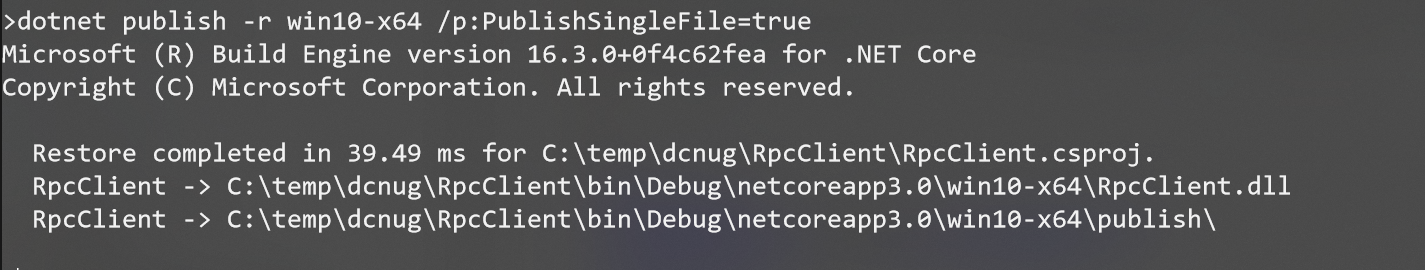 >dotnet publish -r win10-x64 /p:PublishSingleFile=true
Microsoft (R) Build Engine version 16.3.0+0f4c62fea for .NET Core
Copyright (C) Microsoft Corporation. All rights reserved.
Restore completed in 39.49 ms for C:\temp\dcnug\RpcClient\RpcClient.csproj.
RpcClient -> C:\temp\dcnug\RpcClient\bin\Debug\netcoreapp3.0\win10-x64\RpcClient.dll
RpcClient -> C:\temp\dcnug\RpcClient\bin\Debug\netcoreapp3.0\win10-x64\publish\